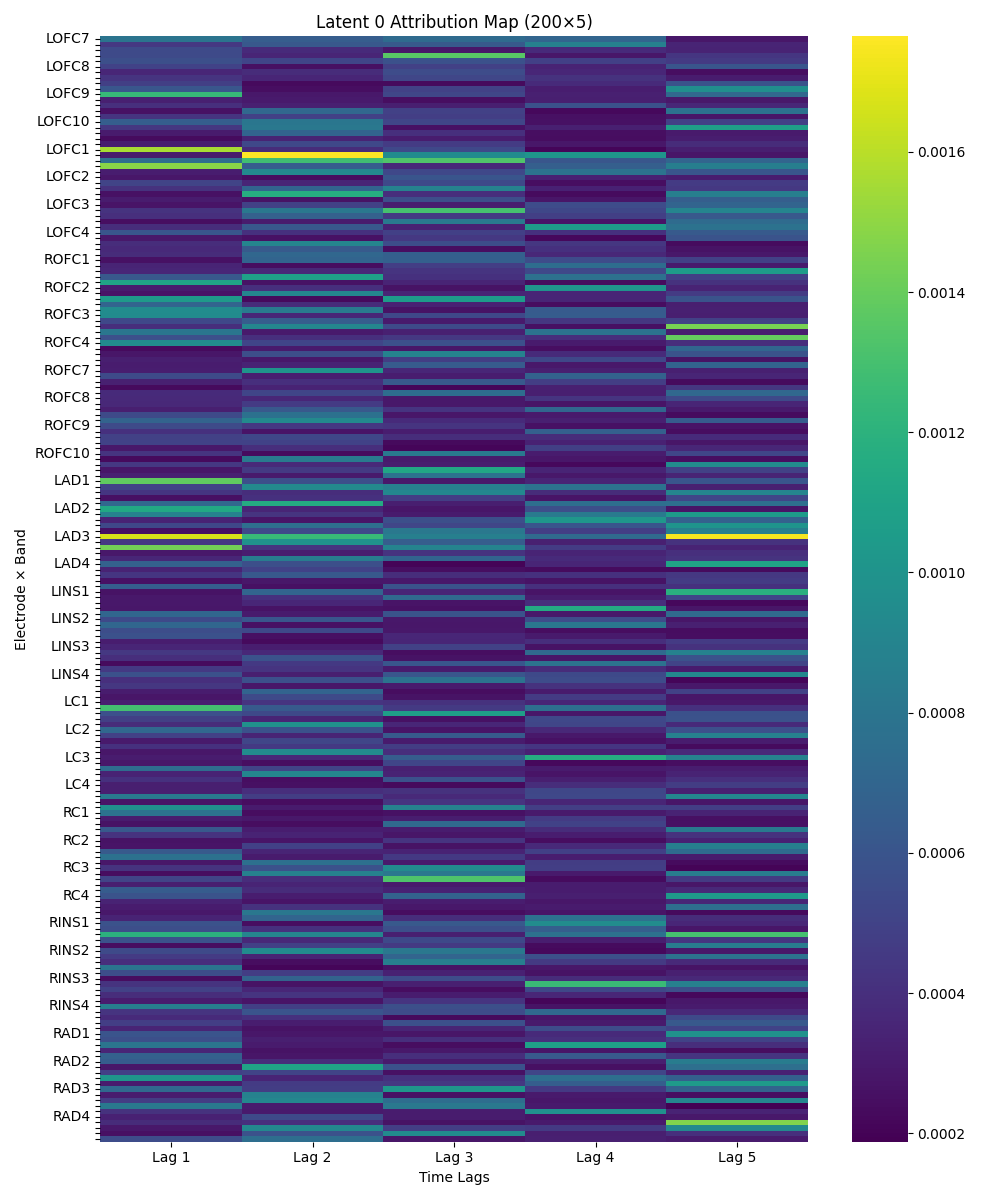 Latent 0 Attribution Map (200×5)
LOFC7
LOFC8
LOFC9
LOFC10
LOFC1
LOFC2
LOFC3
LOFC4
ROFC1
ROFC2
ROFC3
ROFC4
ROFC7
ROFC8
ROFC9
ROFC10
LAD1
LAD2
LAD3
LAD4
LINS1
LINS2
LINS3
LINS4
LC1
LC2
LC3
LC4
RC1
RC2
RC3
RC4
RINS1
RINS2
RINS3
RINS4
RAD1
RAD2
RAD3
RAD4
Electrode × Band
Lag 1 Lag 2 Lag 3 Lag 4 Lag 5
Time Lags
0.0016
0.0014
0.0012
0.0010
0.0008
0.0006
0.0004
0.0002